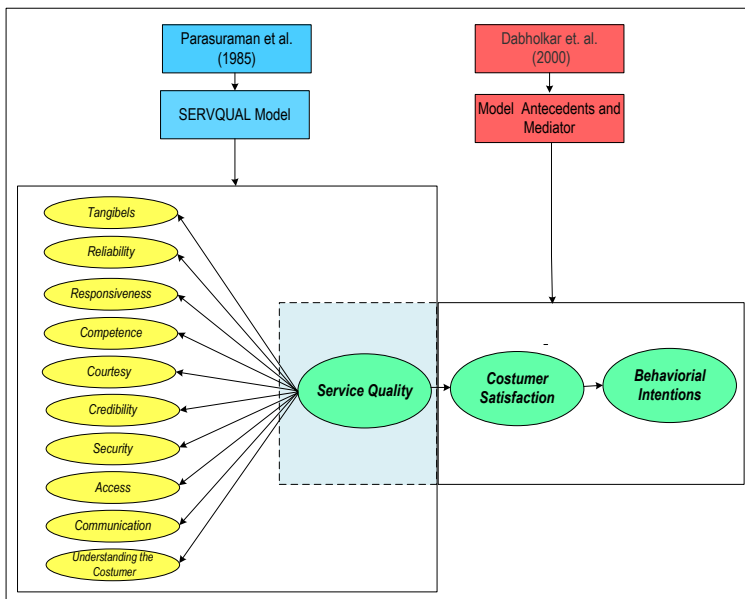 Parasuraman et al.
(1985)
Dabholkar et. al.
(2000)
SERVQUAL Model
Model Antecedents and
Mediator
Tangibels
Reliability
Responsiveness
Competence
Courtesy
Credibility
Security
Access
Communication
Understanding the
Costumer
Service Quality
Costumer
Satisfaction
Behaviorial
Intentions